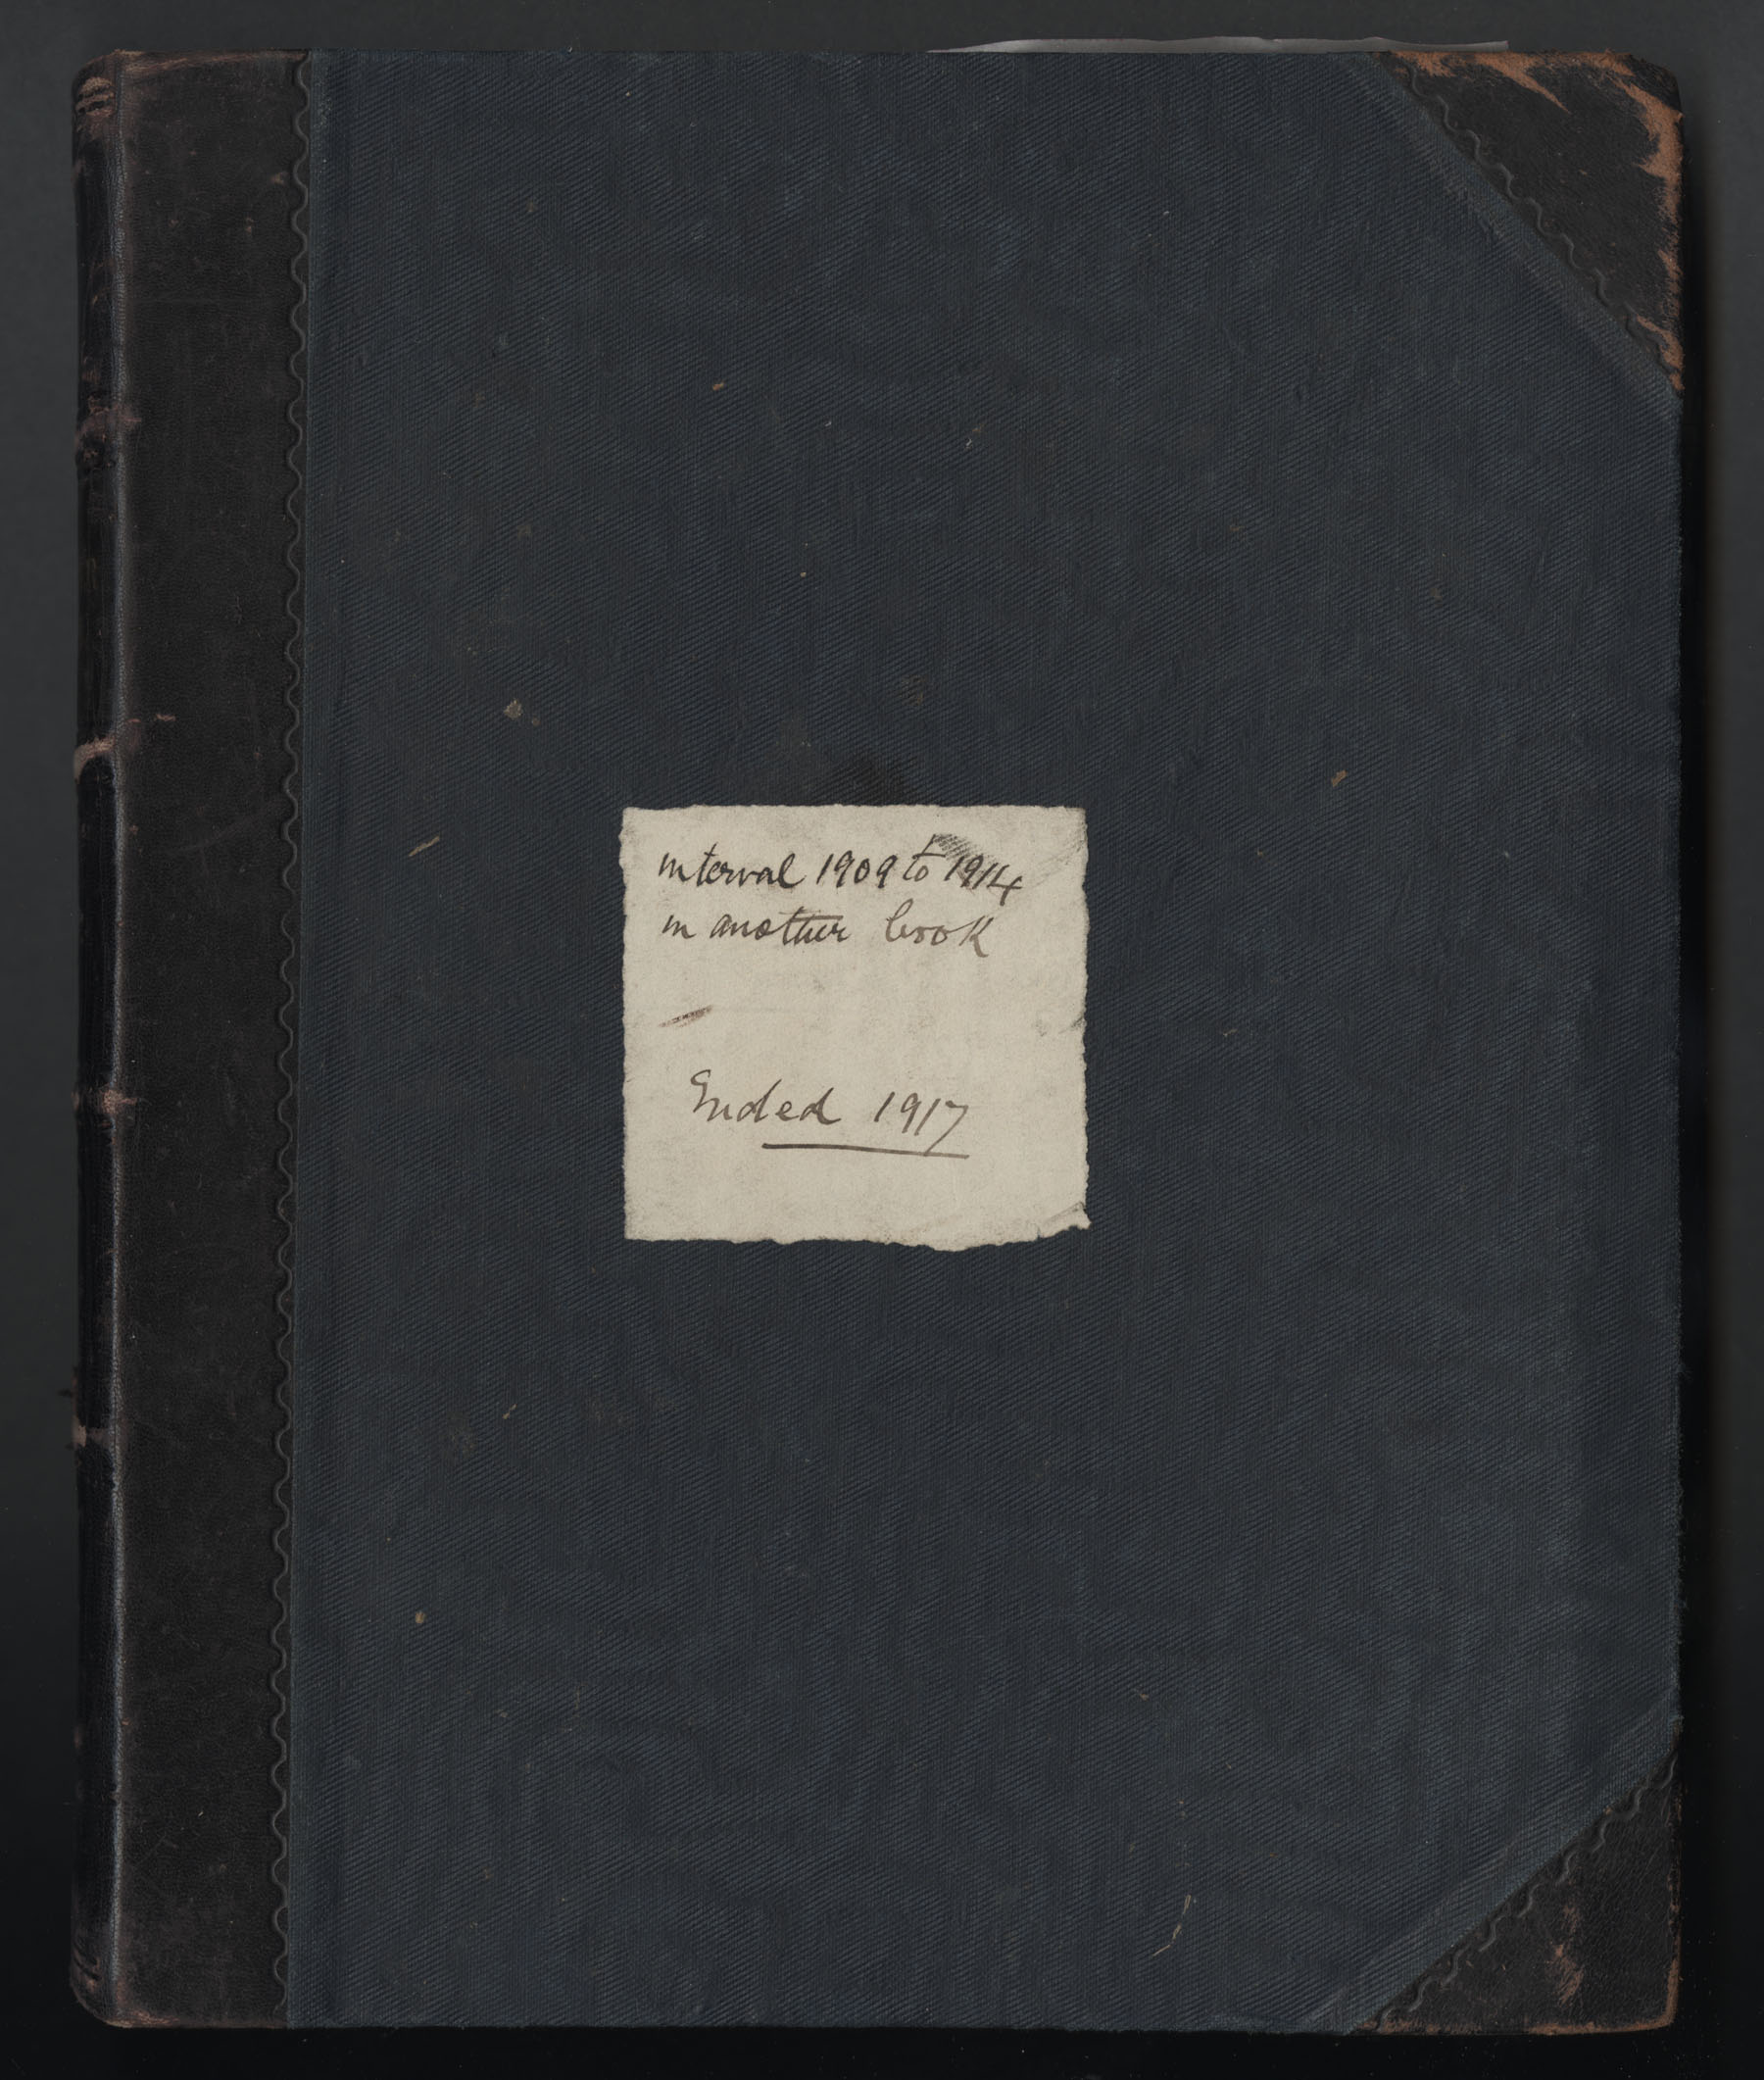 interval 1909 to 1914
in another book
Ended 1917